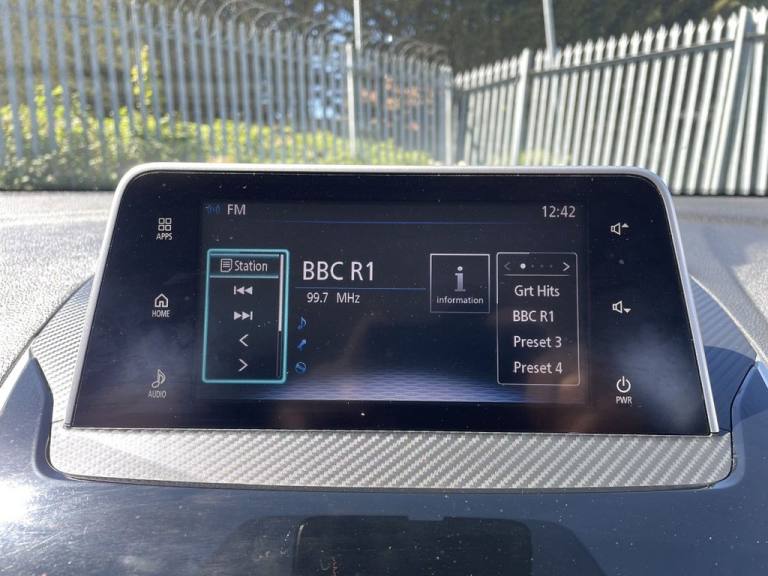 FM 12:42
APPS
Station
BBC R1
99.7 MHz
information
Grt Hits
BBC R1
Preset 3
Preset 4
HOME
AUDIO
PWR